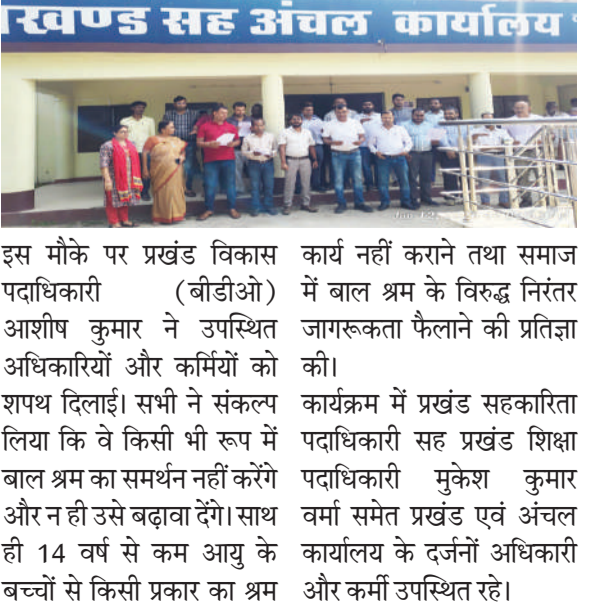 रखण्ड सह अंचल कार्यालय
इस मौके पर प्रखंड विकास
पदाधिकारी (बीडीओ)
आशीष कुमार ने उपस्थित
अधिकारियों और कर्मियों को
शपथ दिलाई। सभी ने संकल्प
लिया कि वे किसी भी रूप में
बाल श्रम का समर्थन नहीं करेंगे
और न ही उसे बढ़ावा देंगे। साथ
ही 14 वर्ष से कम आयु के
बच्चों से किसी प्रकार का श्रम
कार्य नहीं कराने तथा समाज
में बाल श्रम के विरुद्ध निरंतर
जागरूकता फैलाने की प्रतिज्ञा
की।
कार्यक्रम में प्रखंड सहकारिता
पदाधिकारी सह प्रखंड शिक्षा
पदाधिकारी मुकेश कुमार
वर्मा समेत प्रखंड एवं अंचल
कार्यालय के दर्जनों अधिकारी
और कर्मी उपस्थित रहे।